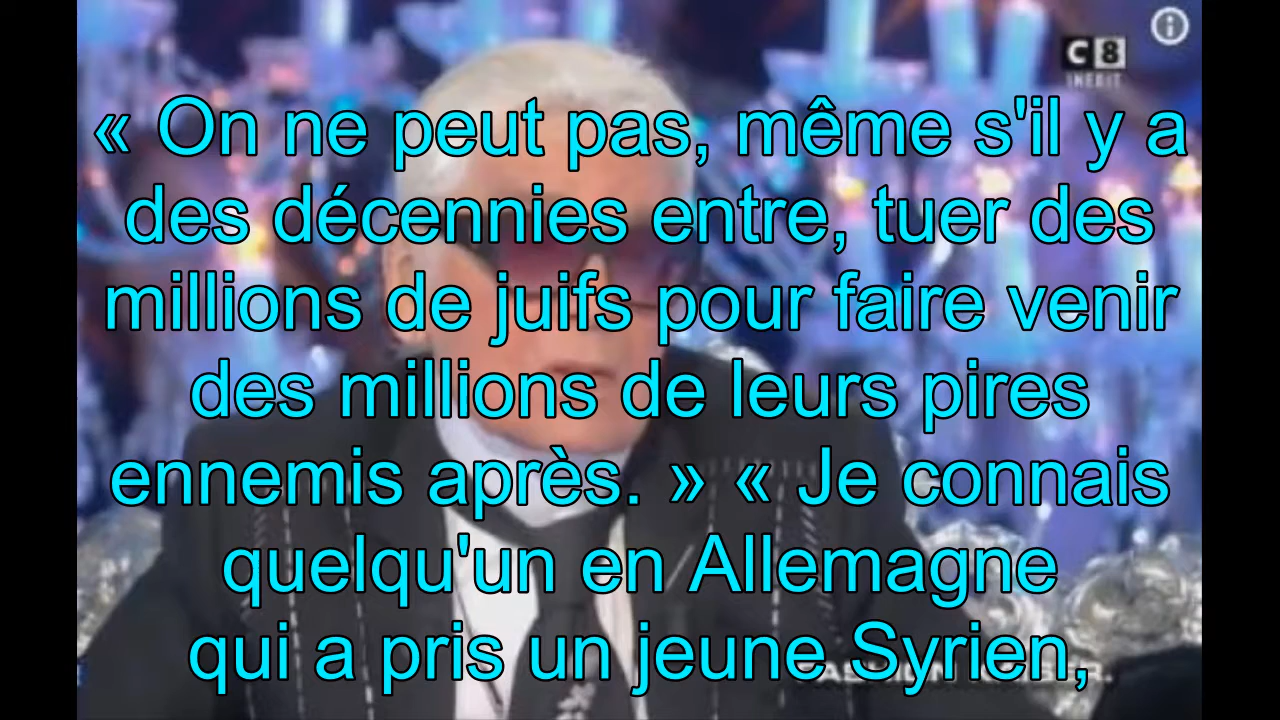 C8
INÉDIT
« On ne peut pas, même s'il y a
des décennies entre, tuer des
millions de juifs pour faire venir
des millions de leurs pires
ennemis après. » « Je connais
quelqu'un en Allemagne
qui a pris un jeune Syrien,